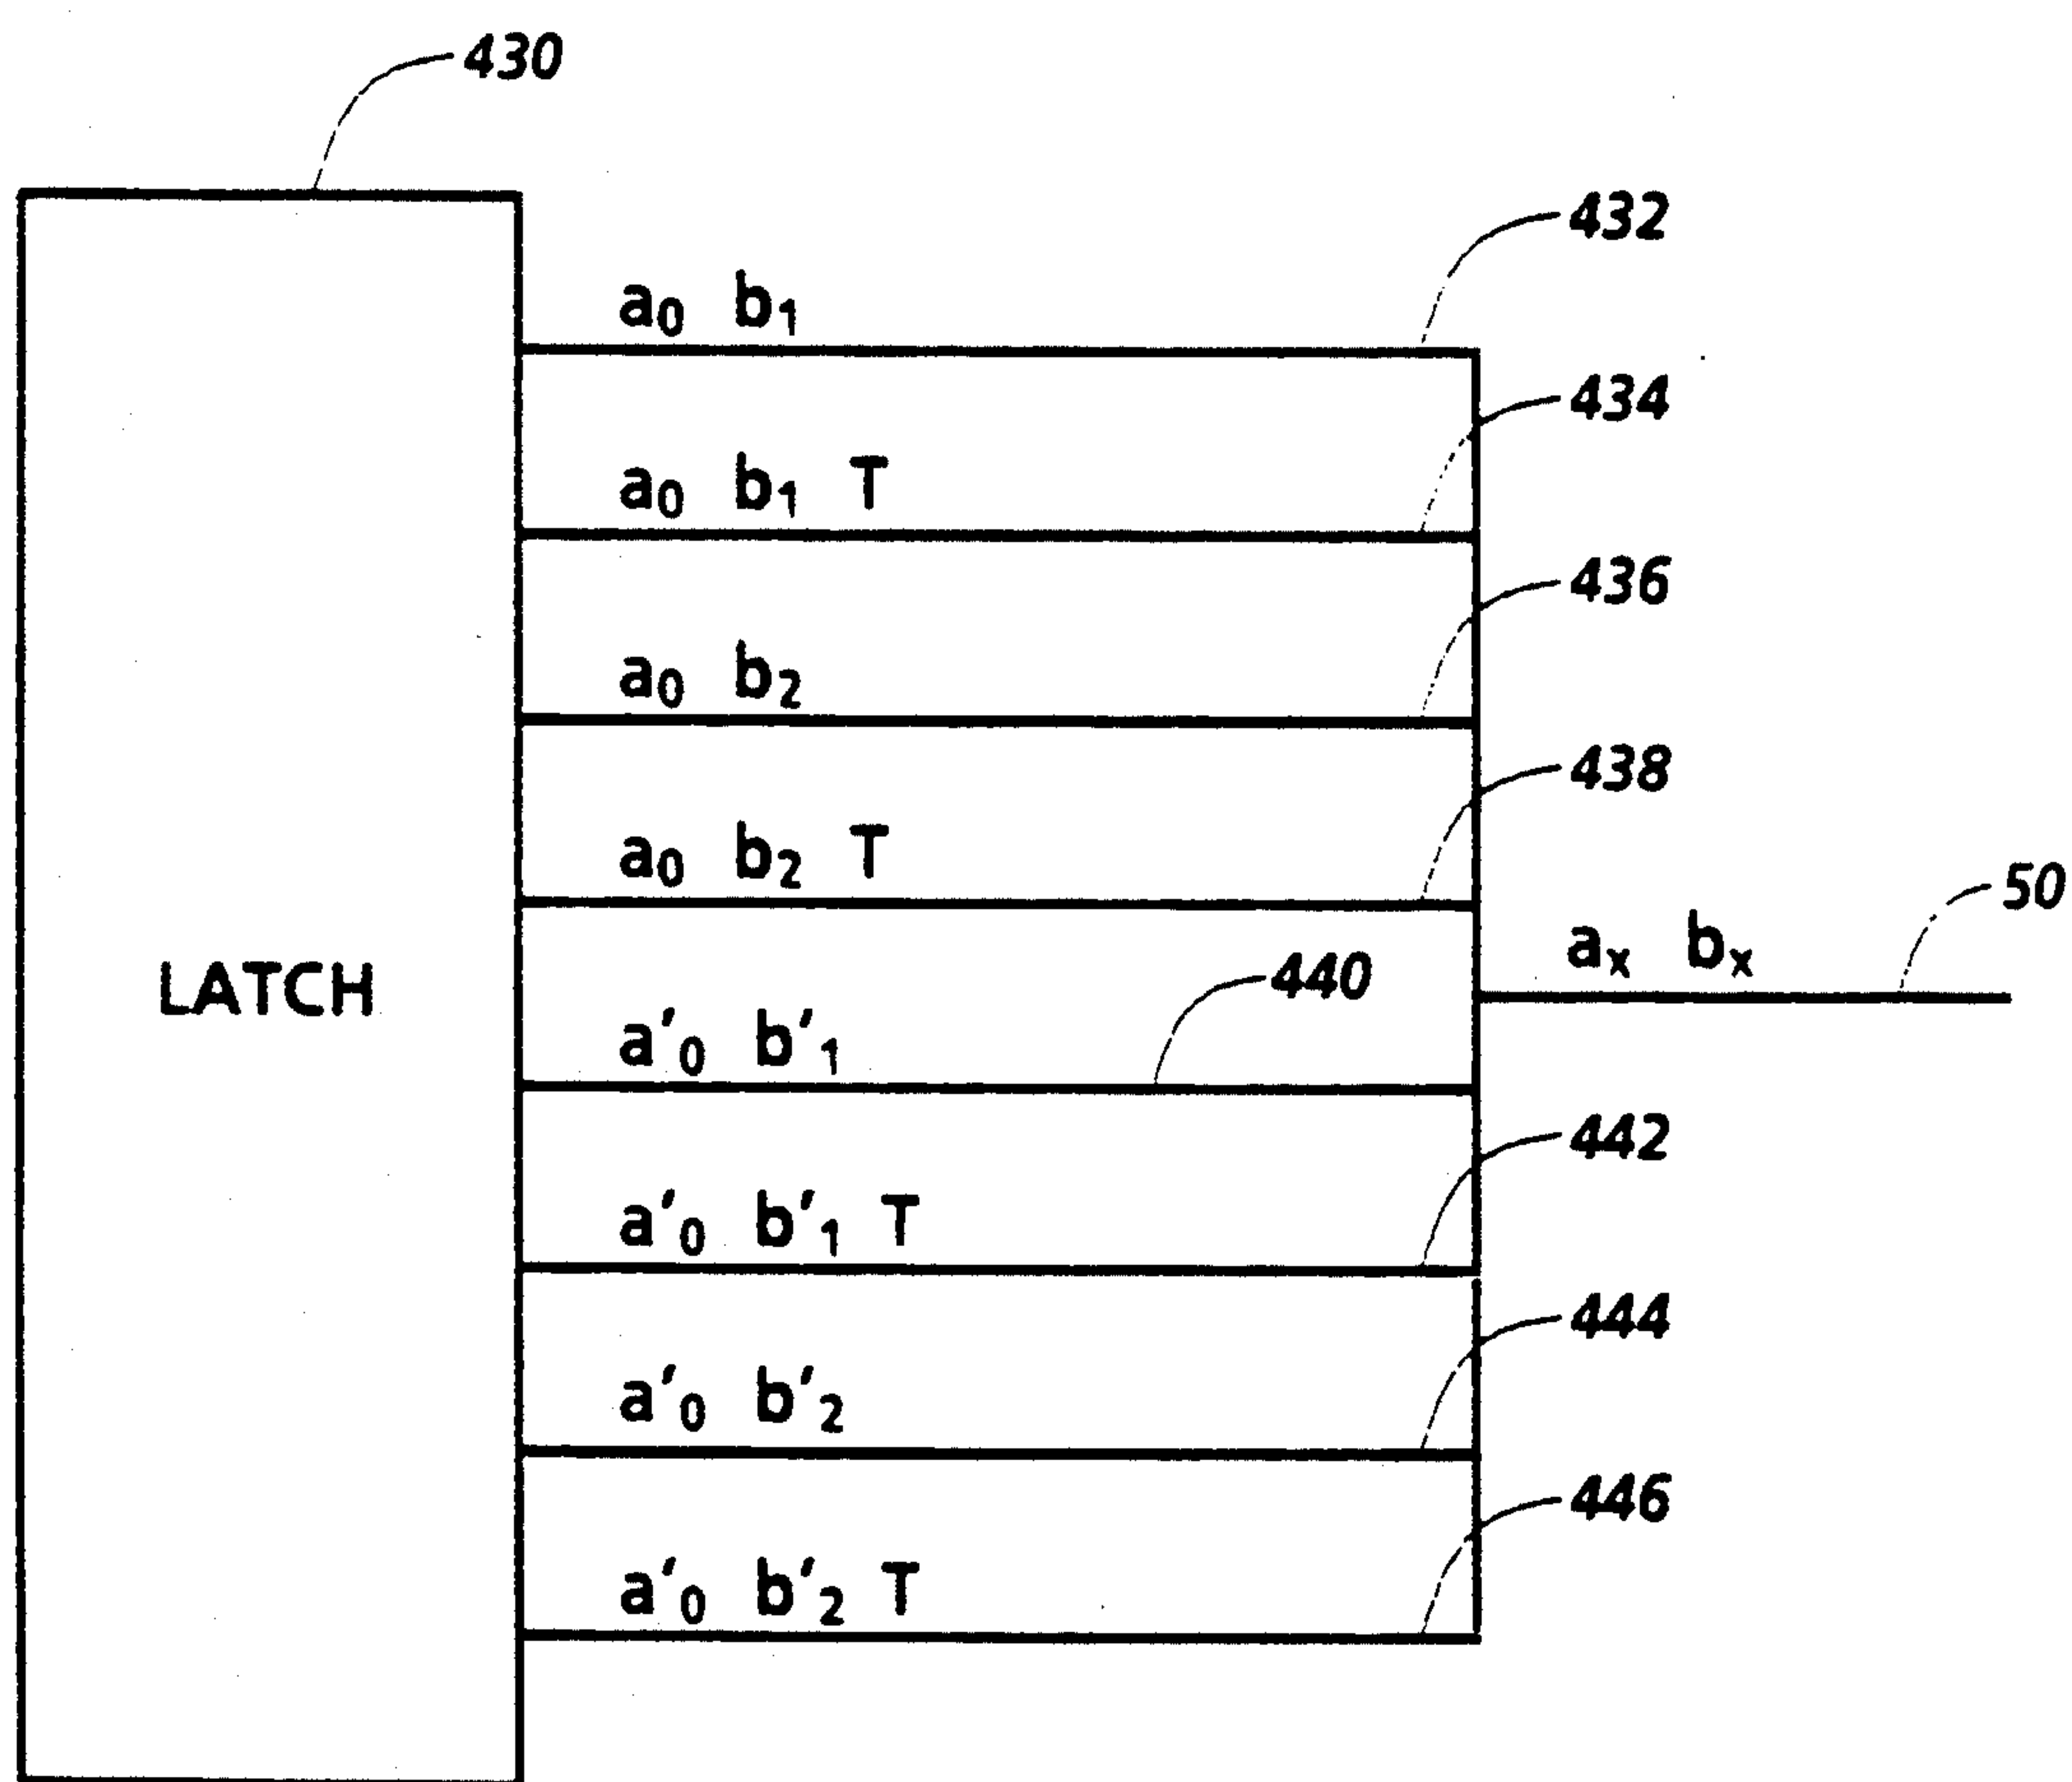 430
432
a₀ b₁
434
a₀ b₁ T
436
a₀ b₂
438
a₀ b₂ T
50
aₓ bₓ
440
LATCH
a′₀ b′₁
442
a′₀ b′₁ T
444
a′₀ b′₂
446
a′₀ b′₂ T